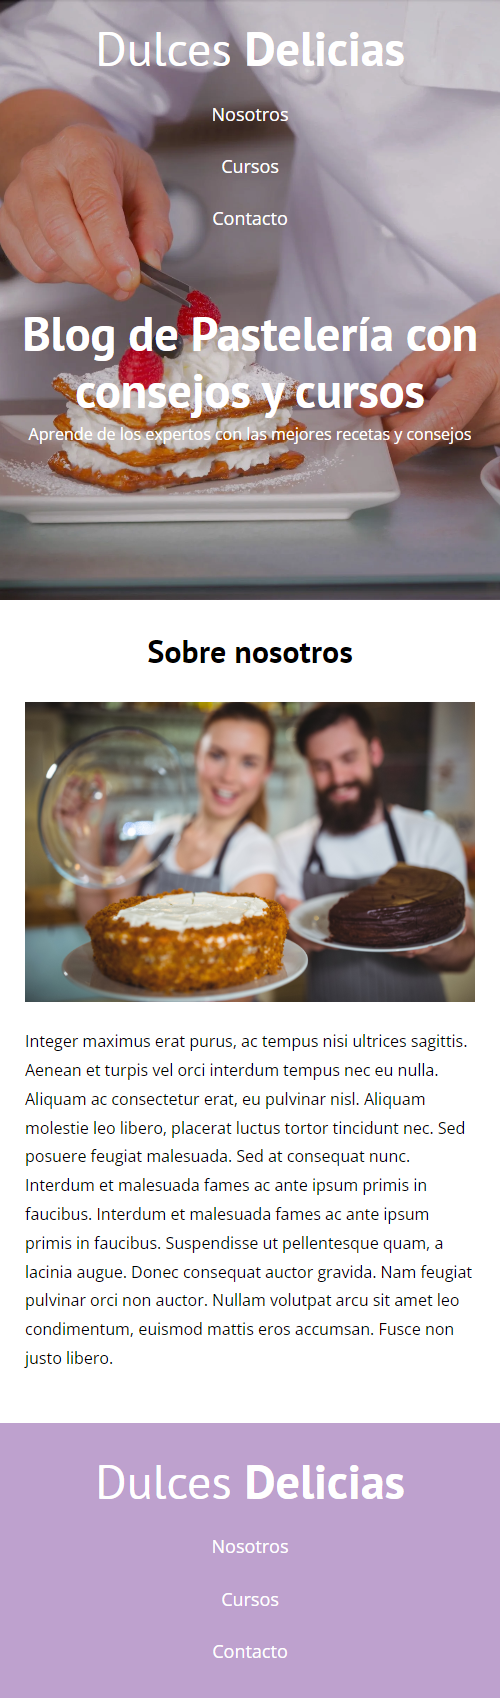 Dulces Delicias
Nosotros
Cursos
Contacto
Blog de Pastelería con
consejos y cursos
Aprende de los expertos con las mejores recetas y consejos
Sobre nosotros
Integer maximus erat purus, ac tempus nisi ultrices sagittis.
Aenean et turpis vel orci interdum tempus nec eu nulla.
Aliquam ac consectetur erat, eu pulvinar nisl. Aliquam
molestie leo libero, placerat luctus tortor tincidunt nec. Sed
posuere feugiat malesuada. Sed at consequat nunc.
Interdum et malesuada fames ac ante ipsum primis in
faucibus. Interdum et malesuada fames ac ante ipsum
primis in faucibus. Suspendisse ut pellentesque quam, a
lacinia augue. Donec consequat auctor gravida. Nam feugiat
pulvinar orci non auctor. Nullam volutpat arcu sit amet leo
condimentum, euismod mattis eros accumsan. Fusce non
justo libero.
Dulces Delicias
Nosotros
Cursos
Contacto